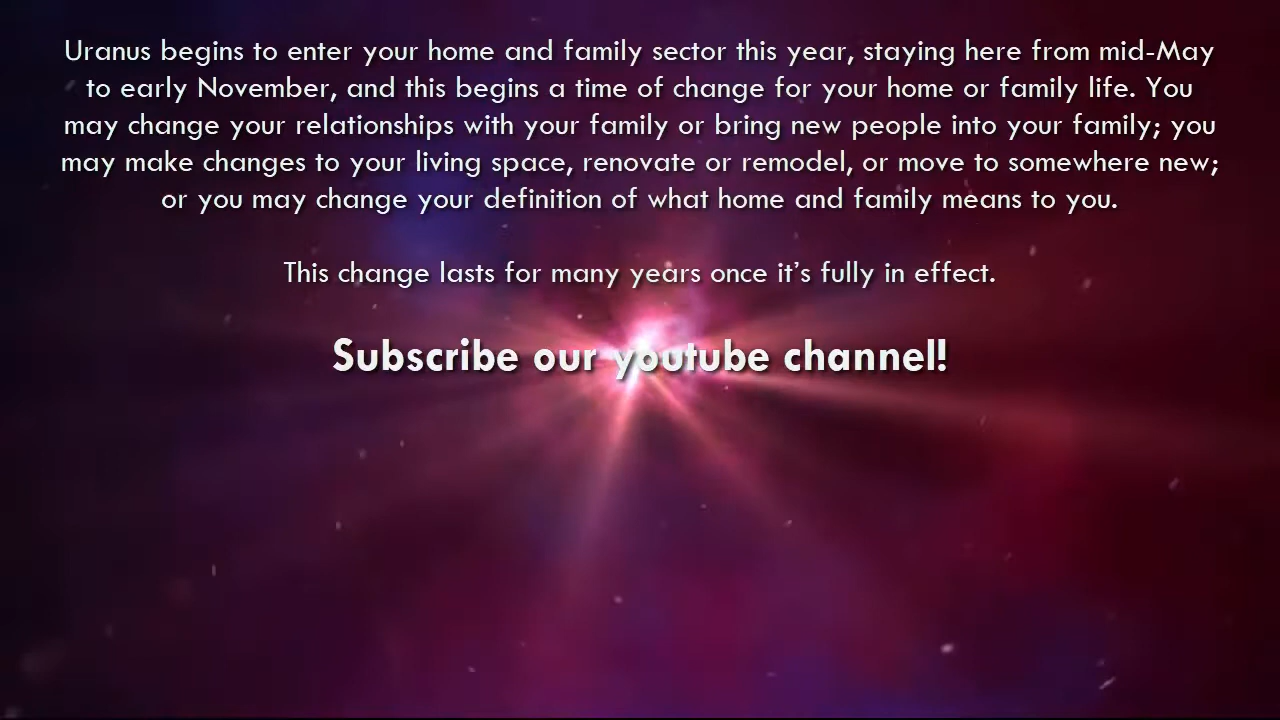 Uranus begins to enter your home and family sector this year, staying here from mid-May
to early November, and this begins a time of change for your home or family life. You
may change your relationships with your family or bring new people into your family; you
may make changes to your living space, renovate or remodel, or move to somewhere new;
or you may change your definition of what home and family means to you.
This change lasts for many years once it’s fully in effect.
Subscribe our youtube channel!